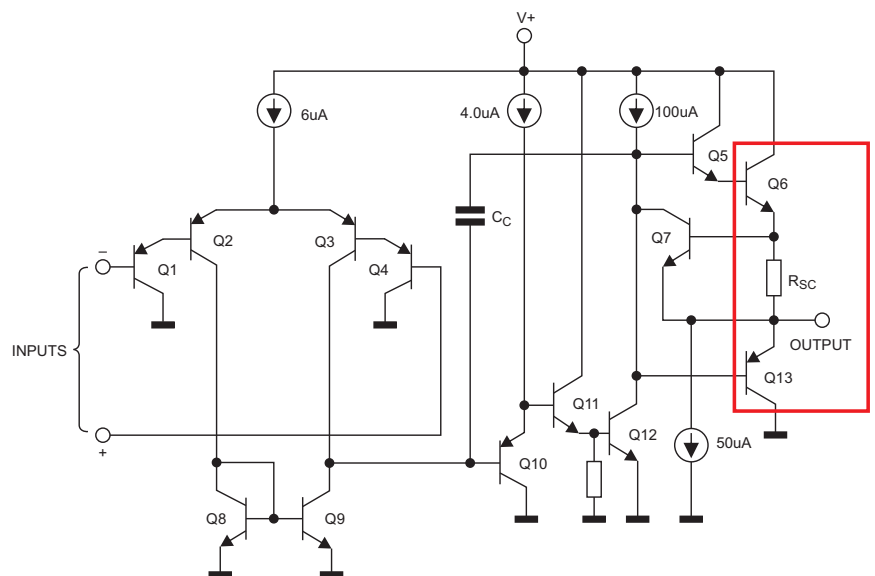 V+
6uA
4.0uA
100uA
Q5
Q6
CC
Q7
Q2
Q3
–
Q1
Q4
RSC
INPUTS
OUTPUT
Q13
Q11
+
Q12
50uA
Q10
Q8
Q9